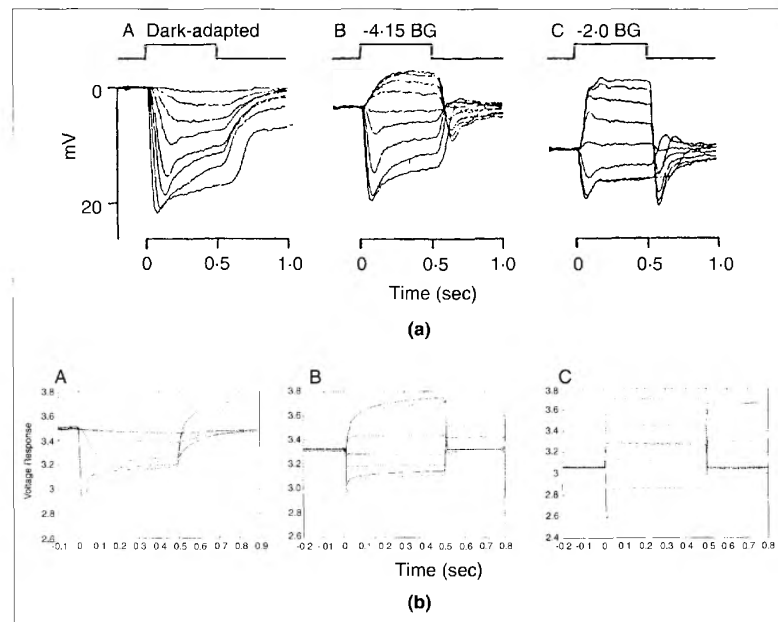 A Dark-adapted
B -4·15 BG
C -2·0 BG
0
20
mV
0 0·5 1·0
0 0·5 1·0
0 0·5 1·0
Time (sec)
(a)
A
B
C
3.8
3.6
3.4
3.2
3
2.8
2.6
Voltage Response
-0.1 0 0 1 0.2 0.3 0.4 0.5 0.6 0.7 0.8 0.9
3.8
3.6
3.4
3.2
3.0
2.8
2.6
-0.2 -0 1 0 0.1 0.2 0.3 0.4 0.5 0.6 0.7 0.8
3.8
3.6
3.4
3.2
3
2.8
2.6
2.4
-0.2 -0 1 0 0 1 0.2 0.3 0.4 0.5 0.6 0.7 0.8
Time (sec)
(b)